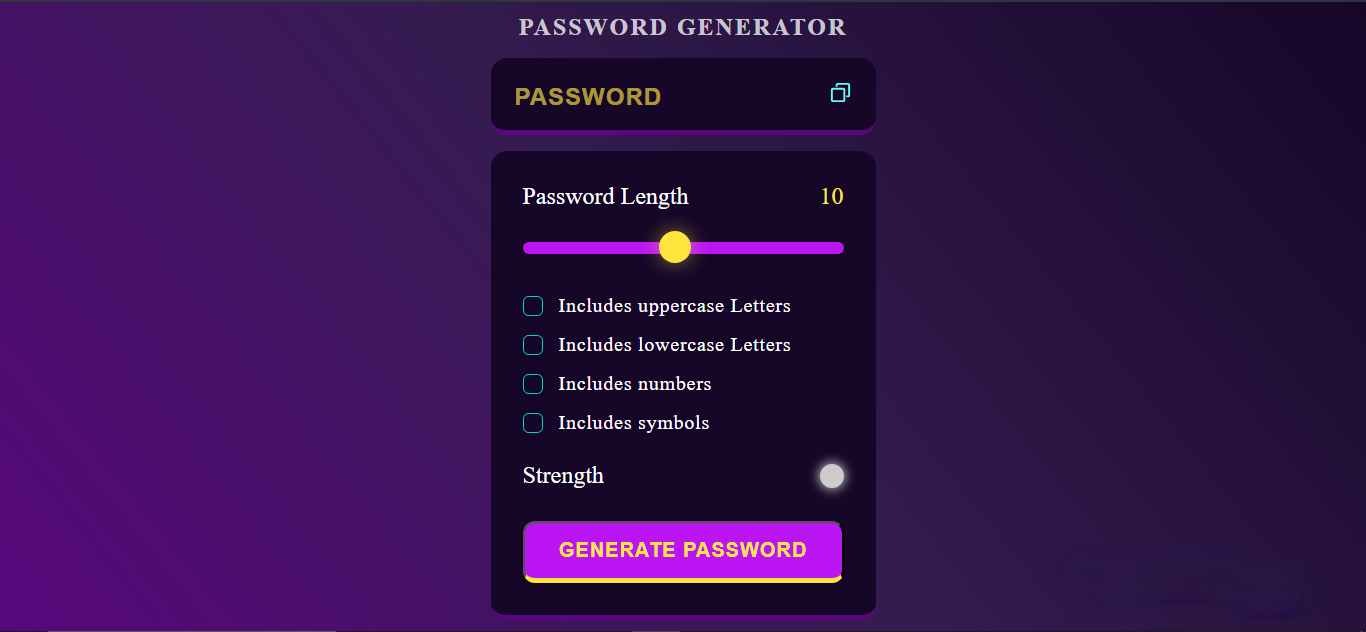 PASSWORD GENERATOR
PASSWORD
Password Length 10
Includes uppercase Letters
Includes lowercase Letters
Includes numbers
Includes symbols
Strength
GENERATE PASSWORD